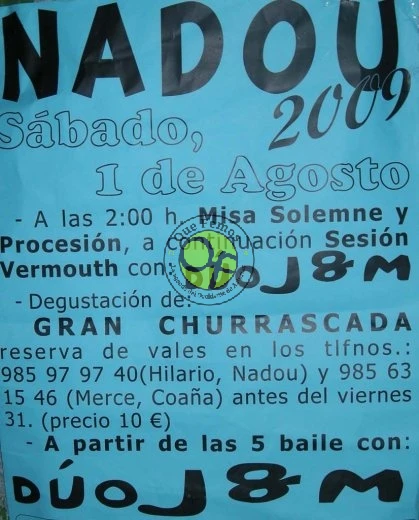 NADOU
2009
Sábado,
1 de Agosto
- A las 2:00 h. Misa Solemne y
Procesión, a continuación Sesión
Vermouth con: DÚO J&M
- Degustación de:
GRAN CHURRASCADA
reserva de vales en los tlfnos.:
985 97 97 40(Hilario, Nadou) y 985 63
15 46 (Merce, Coaña) antes del viernes
31. (precio 10 €)
- A partir de las 5 baile con:
DÚO J&M